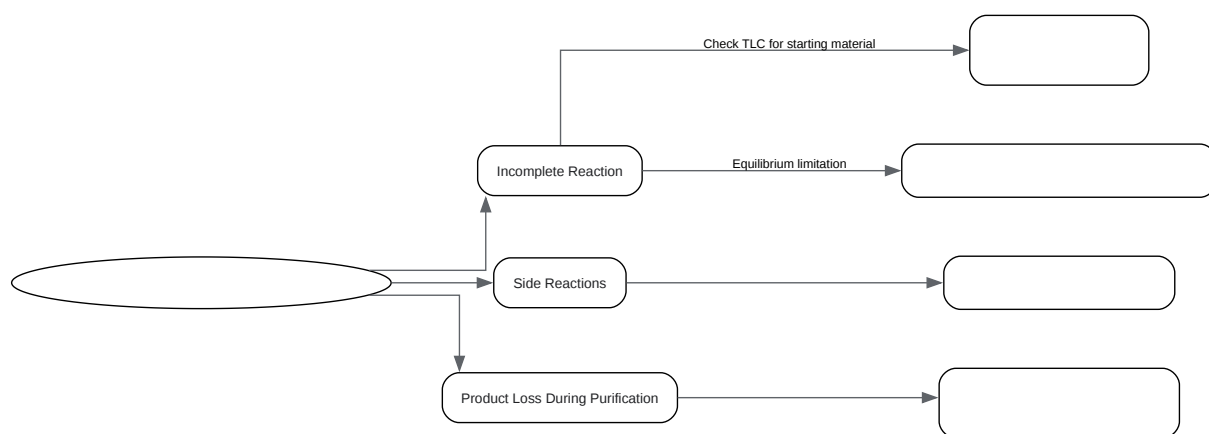 Check TLC for starting material
Incomplete Reaction
Equilibrium limitation
Side Reactions
Product Loss During Purification